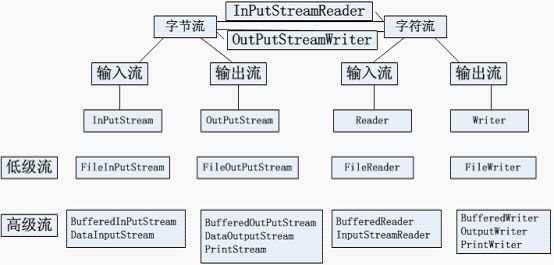 InPutStreamReader
字节流
字符流
OutPutStreamWriter
输入流
输出流
输入流
输出流
InPutStream
OutPutStream
Reader
Writer
低级流
FileInPutStream
FileOutPutStream
FileReader
FileWriter
高级流
BufferedInPutStream
DataInputStream
BufferedOutPutStream
DataOutputStream
PrintStream
BufferedReader
InputStreamReader
BufferedWriter
OutputWriter
PrintWriter